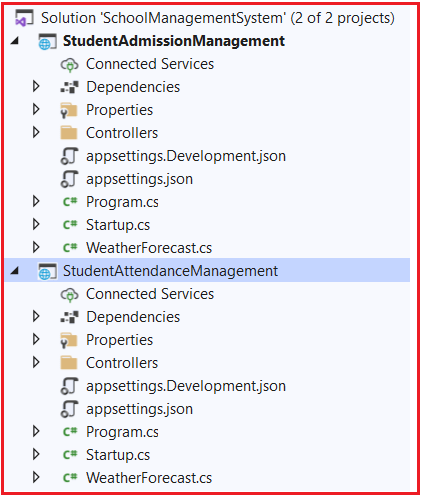 Solution 'SchoolManagementSystem' (2 of 2 projects)
StudentAdmissionManagement
Connected Services
Dependencies
Properties
Controllers
appsettings.Development.json
appsettings.json
C# Program.cs
C# Startup.cs
C# WeatherForecast.cs
StudentAttendanceManagement
Connected Services
Dependencies
Properties
Controllers
appsettings.Development.json
appsettings.json
C# Program.cs
C# Startup.cs
C# WeatherForecast.cs